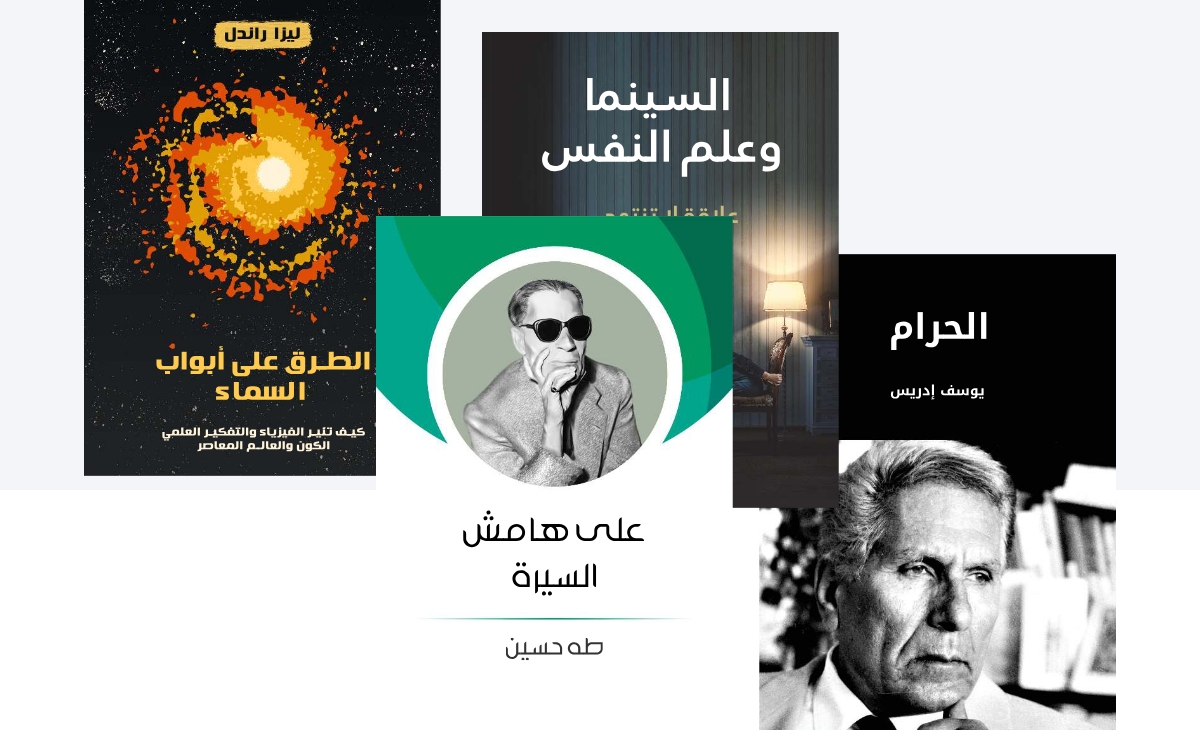 ليزا راندل
الطرق على أبواب
السماء
كيف تنير الفيزياء والتفكير العلمي
الكون والعالم المعاصر
السينما
وعلم النفس
على هامش
السيرة
طه حسين
الحرام
يوسف إدريس